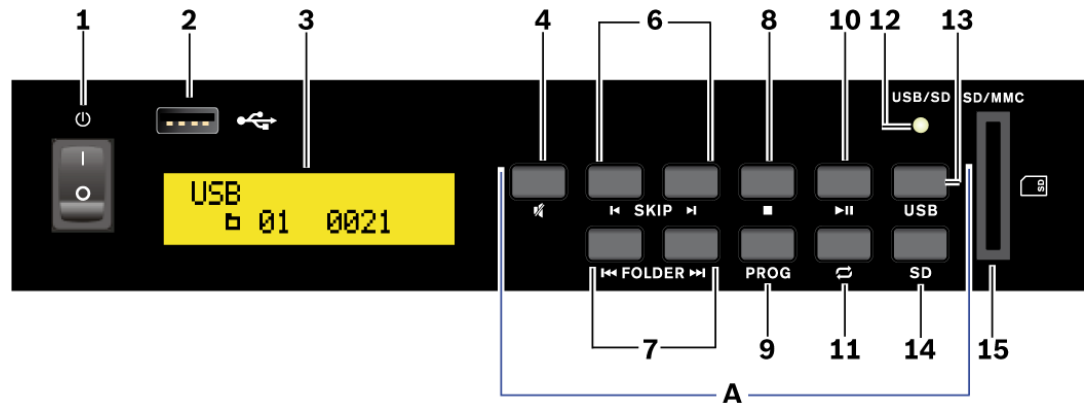 1 2 3 4 6 8 10 12 13
USB/SD SD/MMC
USB
01 0021
SKIP USB
SD
FOLDER PROG SD
7 9 11 14 15
A